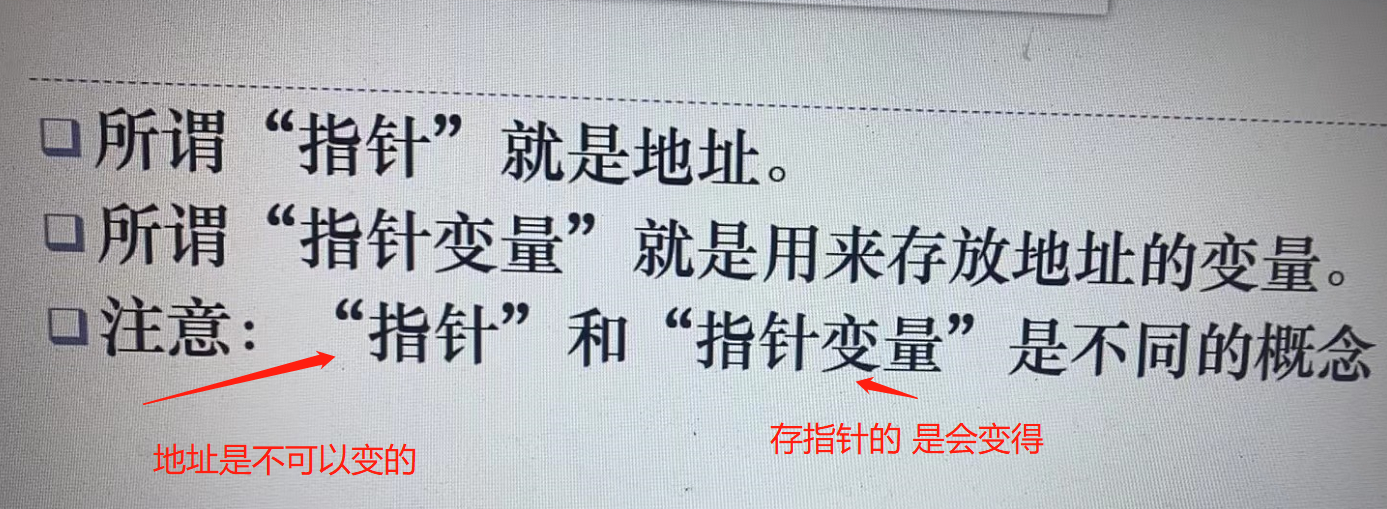 所谓“指针”就是地址。
所谓“指针变量”就是用来存放地址的变量。
注意：“指针”和“指针变量”是不同的概念
地址是不可以变的
存指针的 是会变得